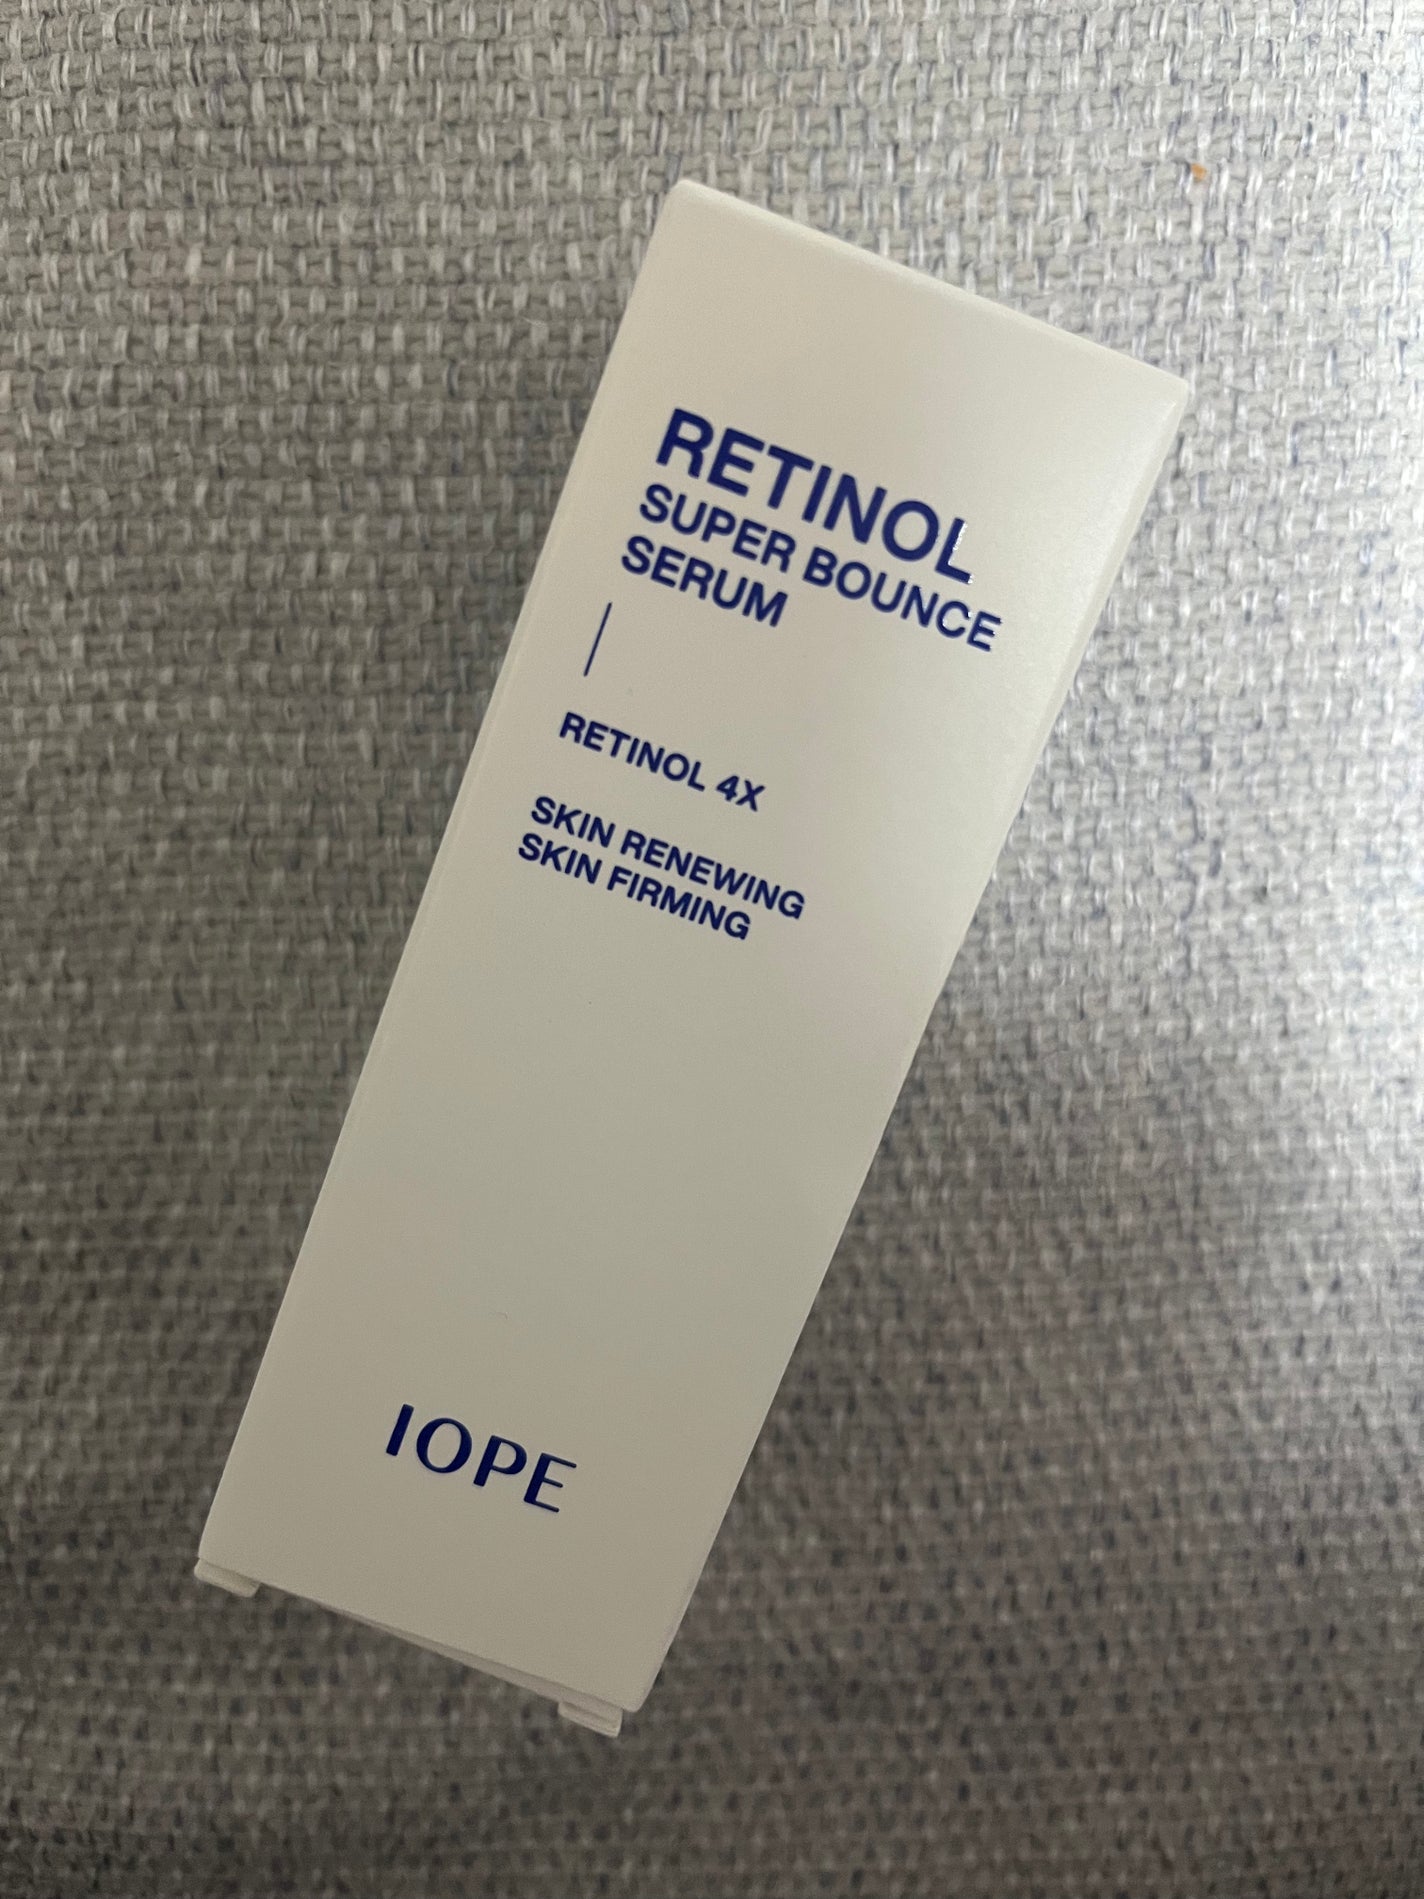 RETINOL
SUPER BOUNCE
SERUM
RETINOL 4X
SKIN RENEWING
SKIN FIRMING
IOPE